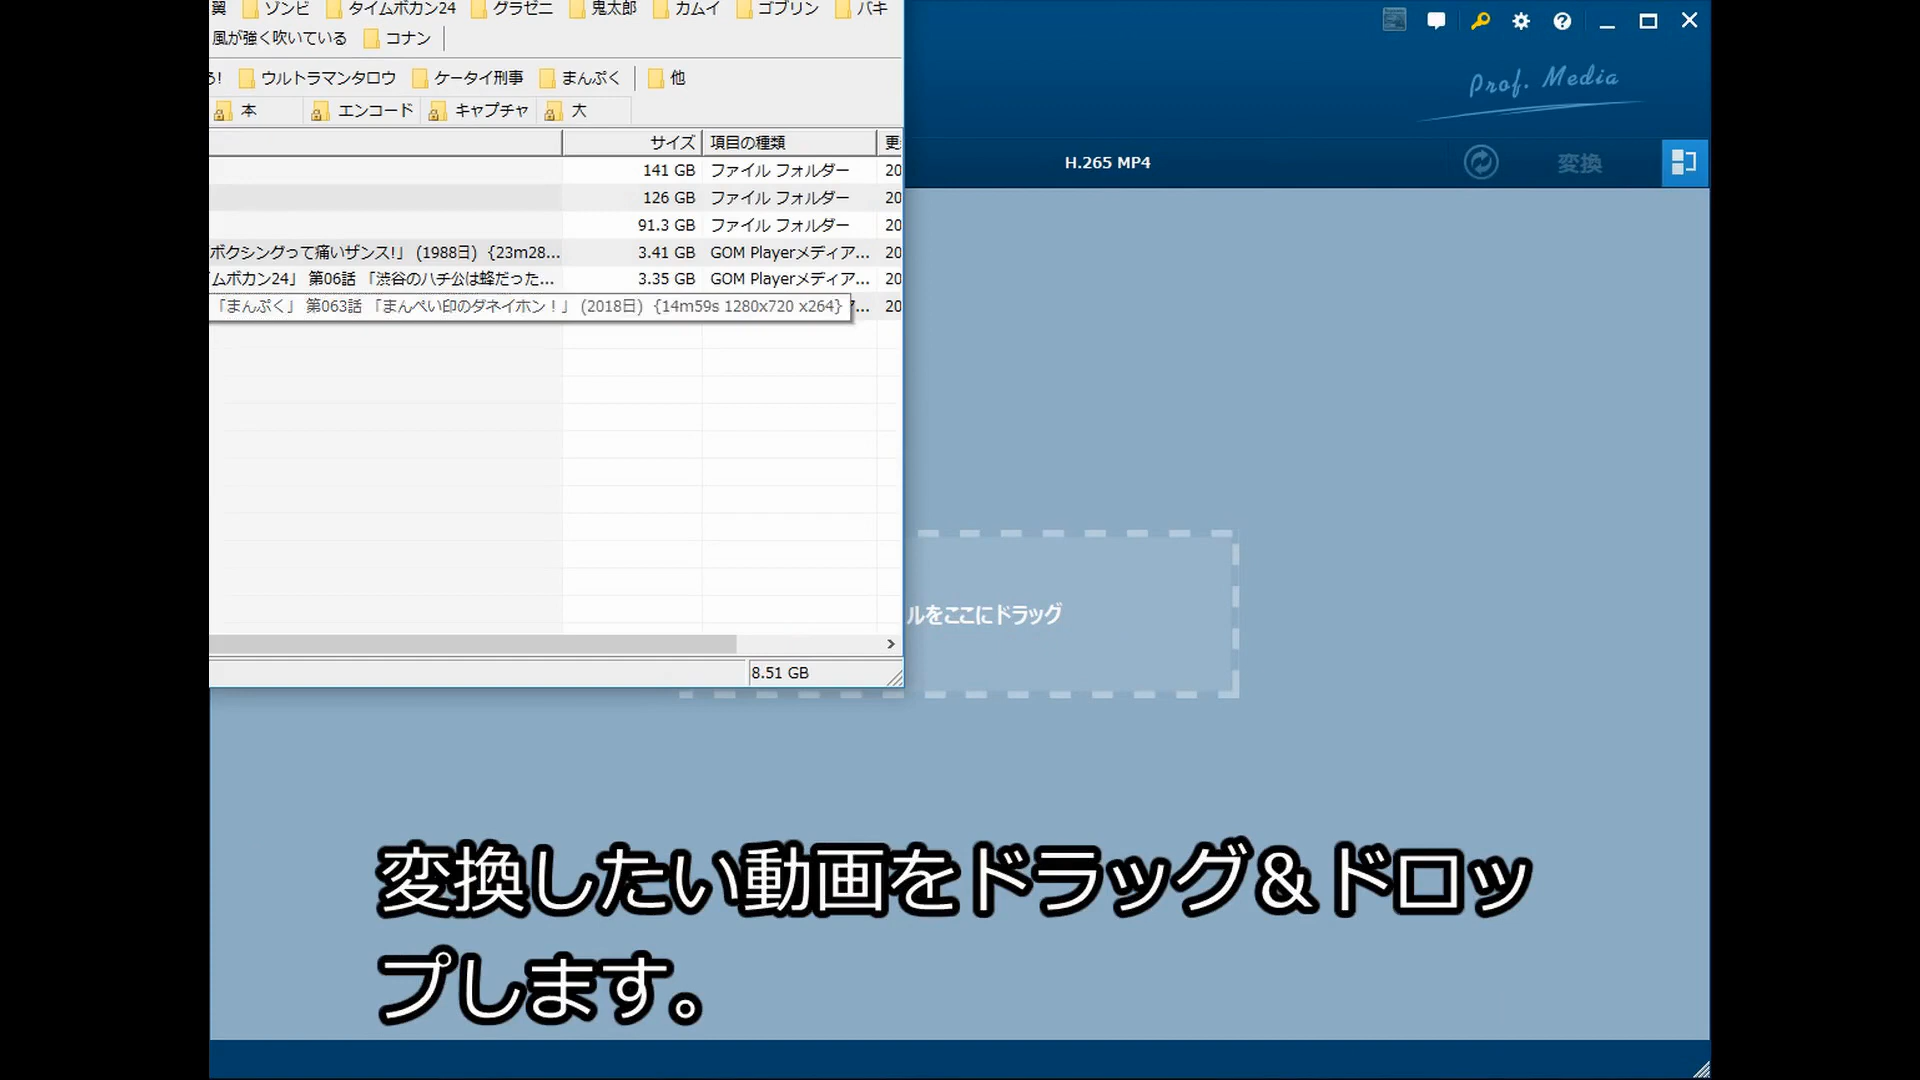 翼 ゾンビ タイムボカン24 グラゼニ 鬼太郎 カムイ ゴブリン バキ
風が強く吹いている コナン
ろ! ウルトラマンタロウ ケータイ刑事 まんぷく 他
本 エンコード キャプチャ 大
サイズ 項目の種類 更
141 GB ファイル フォルダー 20
126 GB ファイル フォルダー 20
91.3 GB ファイル フォルダー 20
ボクシングって痛いザンス!」 (1988日) {23m28... 3.41 GB GOM Playerメディア... 20
イムボカン24」 第06話 「渋谷のハチ公は蜂だった... 3.35 GB GOM Playerメディア... 20
「まんぷく」 第063話 「まんぺい印のダネイホン！」 (2018日) {14m59s 1280x720 x264} ... 20
8.51 GB
Prof. Media
H.265 MP4
変換
ルをここにドラッグ
変換したい動画をドラッグ＆ドロッ
プします。